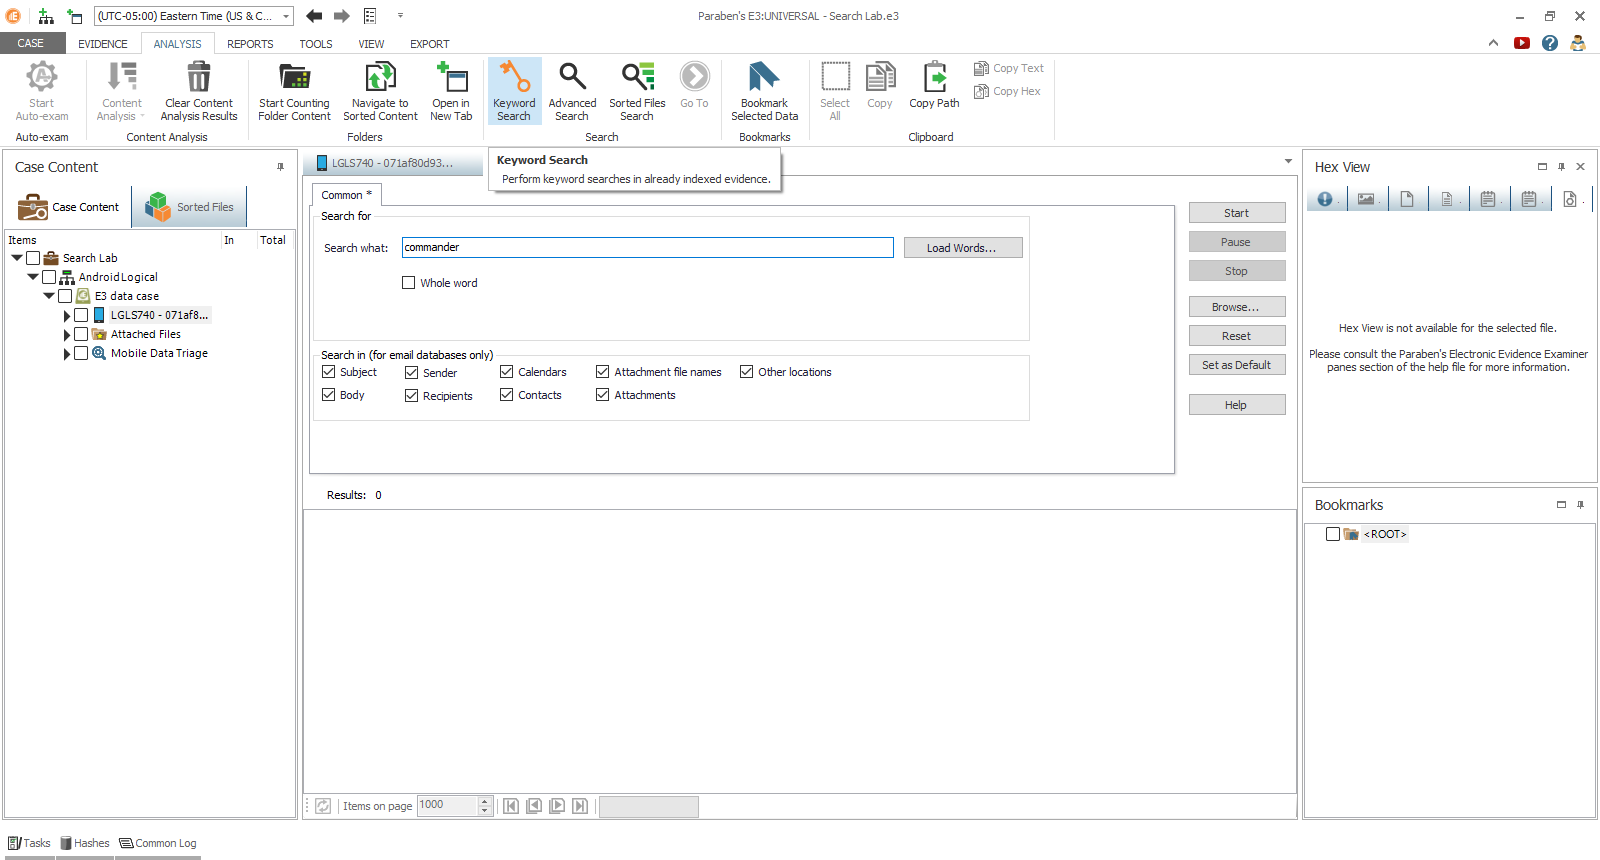 (UTC-05:00) Eastern Time (US & C...
Paraben's E3:UNIVERSAL - Search Lab.e3
CASE EVIDENCE ANALYSIS REPORTS TOOLS VIEW EXPORT
Start Auto-exam
Content Analysis
Clear Content Analysis Results
Start Counting Folder Content
Navigate to Sorted Content
Open in New Tab
Keyword Search
Advanced Search
Sorted Files Search
Go To
Bookmark Selected Data
Select All
Copy
Copy Path
Copy Text
Copy Hex
Auto-exam
Content Analysis
Folders
Search
Bookmarks
Clipboard
Case Content
Case Content
Sorted Files
Items In Total
Search Lab
Android Logical
E3 data case
LGLS740 - 071af8...
Attached Files
Mobile Data Triage
LGLS740 - 071af80d93...
Keyword Search
Perform keyword searches in already indexed evidence.
Common *
Search for
Search what: commander
Load Words...
Whole word
Search in (for email databases only)
Subject Sender Calendars Attachment file names Other locations
Body Recipients Contacts Attachments
Start
Pause
Stop
Browse...
Reset
Set as Default
Help
Results: 0
Items on page 1000
Hex View
Hex View is not available for the selected file.
Please consult the Paraben's Electronic Evidence Examiner
panes section of the help file for more information.
Bookmarks
<ROOT>
Tasks Hashes Common Log